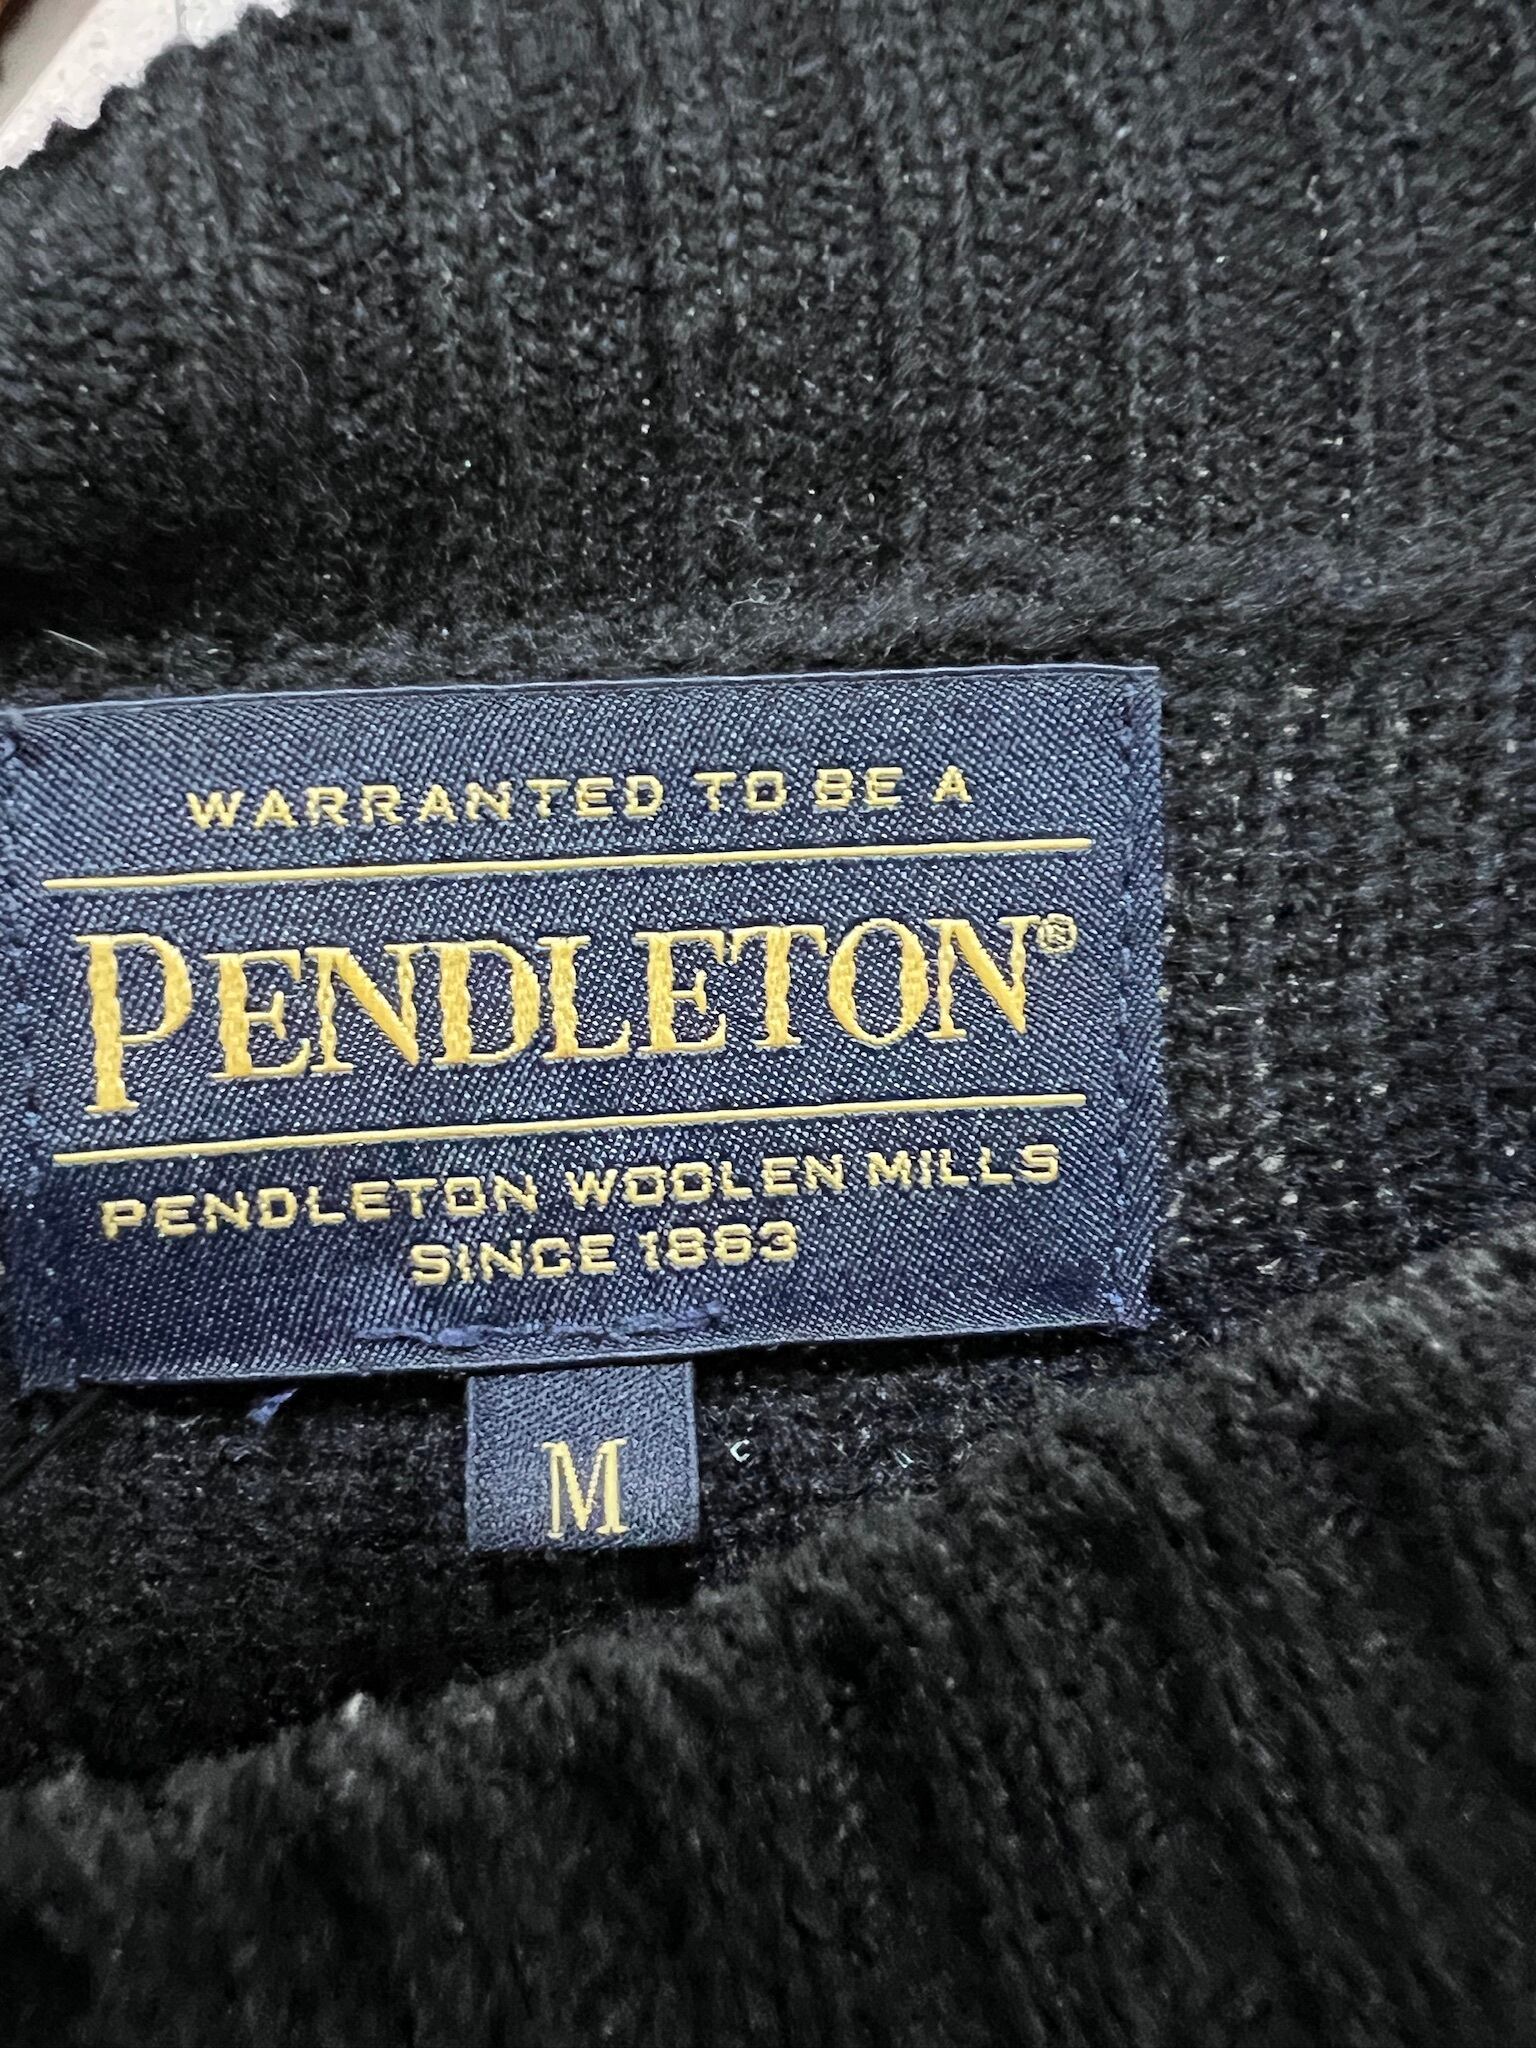 WARRANTED TO BE A
PENDLETON®
PENDLETON WOOLEN MILLS
SINCE 1863
M